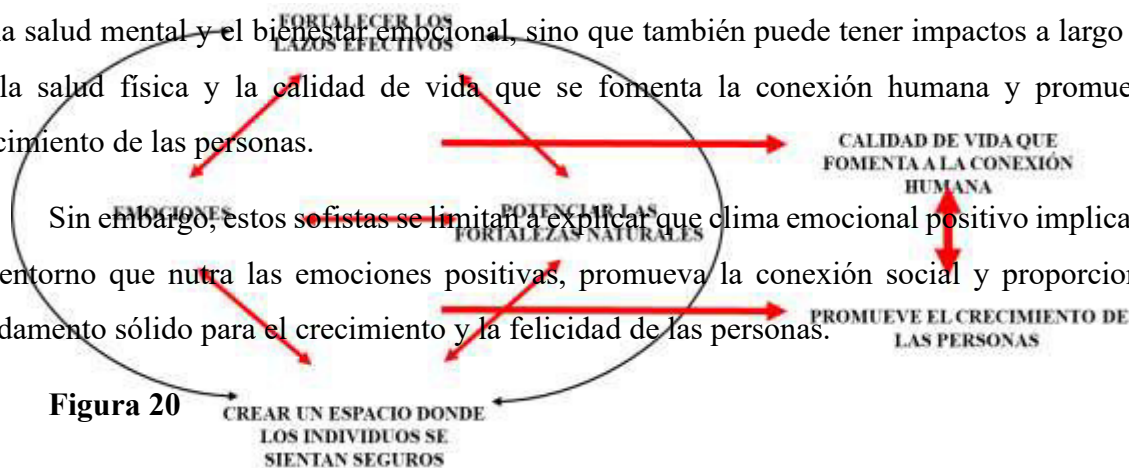 a salud mental y el bienestar emocional, sino que también puede tener impactos a largo
la salud física y la calidad de vida que se fomenta la conexión humana y promue
cimiento de las personas.
Sin embargo, estos sofistas se limitan a explicar que clima emocional positivo implica
entorno que nutra las emociones positivas, promueva la conexión social y proporcion
damento sólido para el crecimiento y la felicidad de las personas.
Figura 20
FORTALECER LOS
LAZOS EFECTIVOS
EMOCIONES
POTENCIAR LAS
FORTALEZAS NATURALES
CREAR UN ESPACIO DONDE
LOS INDIVIDUOS SE
SIENTAN SEGUROS
CALIDAD DE VIDA QUE
FOMENTA A LA CONEXIÓN
HUMANA
PROMUEVE EL CRECIMIENTO DE
LAS PERSONAS